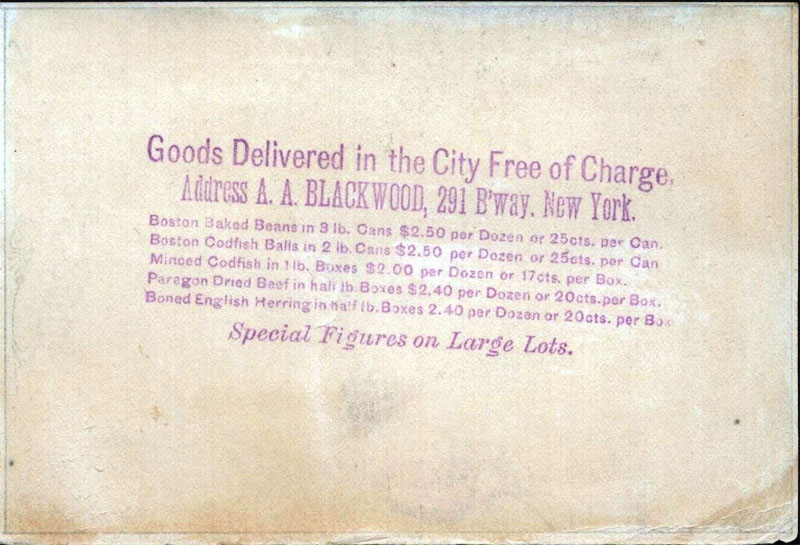 Goods Delivered in the City Free of Charge,
Address A. A. BLACKWOOD, 291 B'way. New York.
Boston Baked Beans in 3 lb. Cans $2.50 per Dozen or 25cts. per Can.
Boston Codfish Balls in 2 lb. Cans $2.50 per Dozen or 25cts. per Can
Minced Codfish in 1 lb. Boxes $2.00 per Dozen or 17cts. per Box.
Paragon Dried Beef in half lb. Boxes $2.40 per Dozen or 20cts. per Box.
Boned English Herring in half lb. Boxes 2.40 per Dozen or 20cts. per Box
Special Figures on Large Lots.